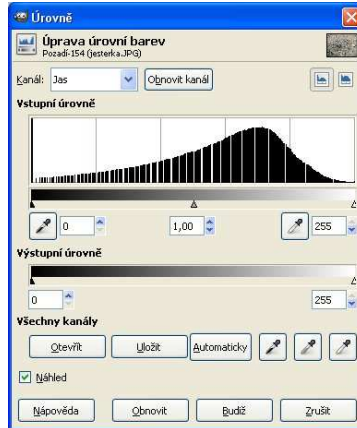 Úrovně
Úprava úrovní barev
Pozadí-154 (jesterka.JPG)
Kanál: Jas Obnovit kanál
Vstupní úrovně
0 1,00 255
Výstupní úrovně
0 255
Všechny kanály
Otevřít Uložit Automaticky
Náhled
Nápověda Obnovit Budiž Zrušit